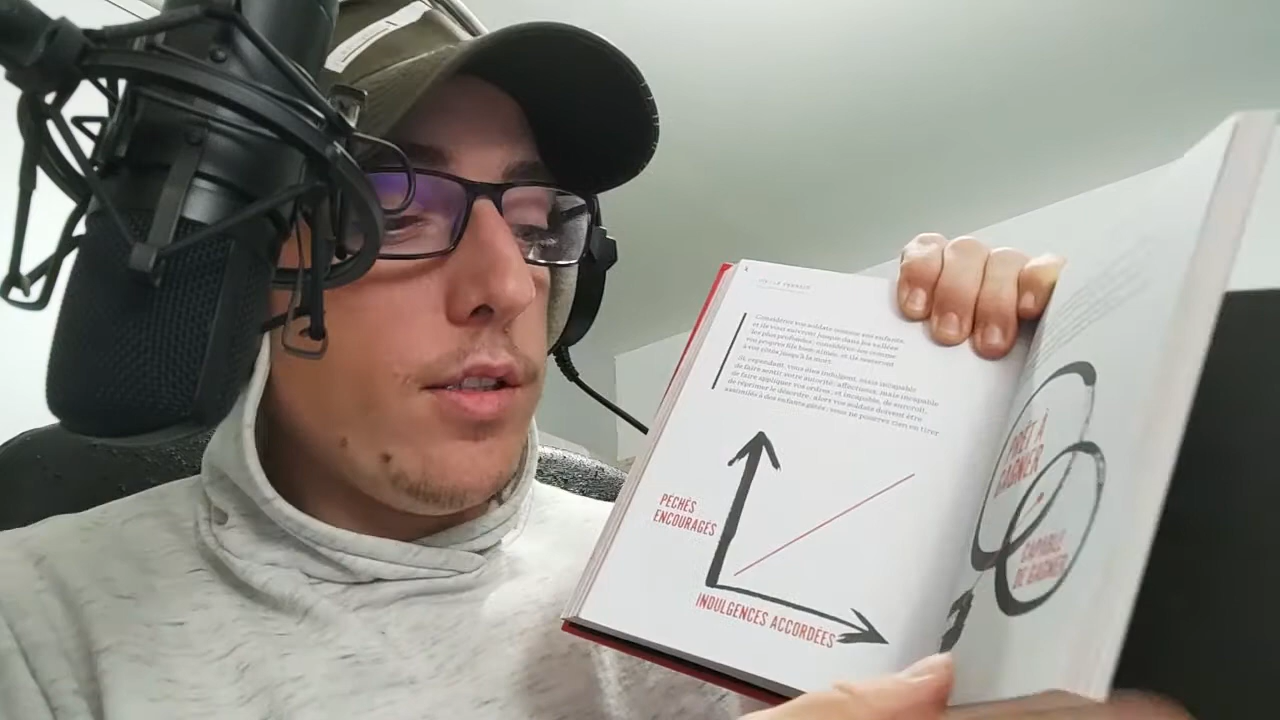 Considérez vos soldats comme vos enfants,
et ils vous suivront jusque dans les vallées
les plus profondes; considérez-les comme
vos propres fils bien-aimés, et ils resteront
à vos côtés jusqu'à la mort.
Si, cependant, vous êtes indulgent, mais incapable
de faire sentir votre autorité; affectueux, mais incapable
de faire appliquer vos ordres; et incapable, de surcroît,
de réprimer le désordre, alors vos soldats doivent être
assimilés à des enfants gâtés; vous ne pourrez rien en tirer
PÉCHÉS
ENCOURAGÉS
INDULGENCES ACCORDÉES
PRÊT À
GAGNER
CAPABLE
DE GAGNER